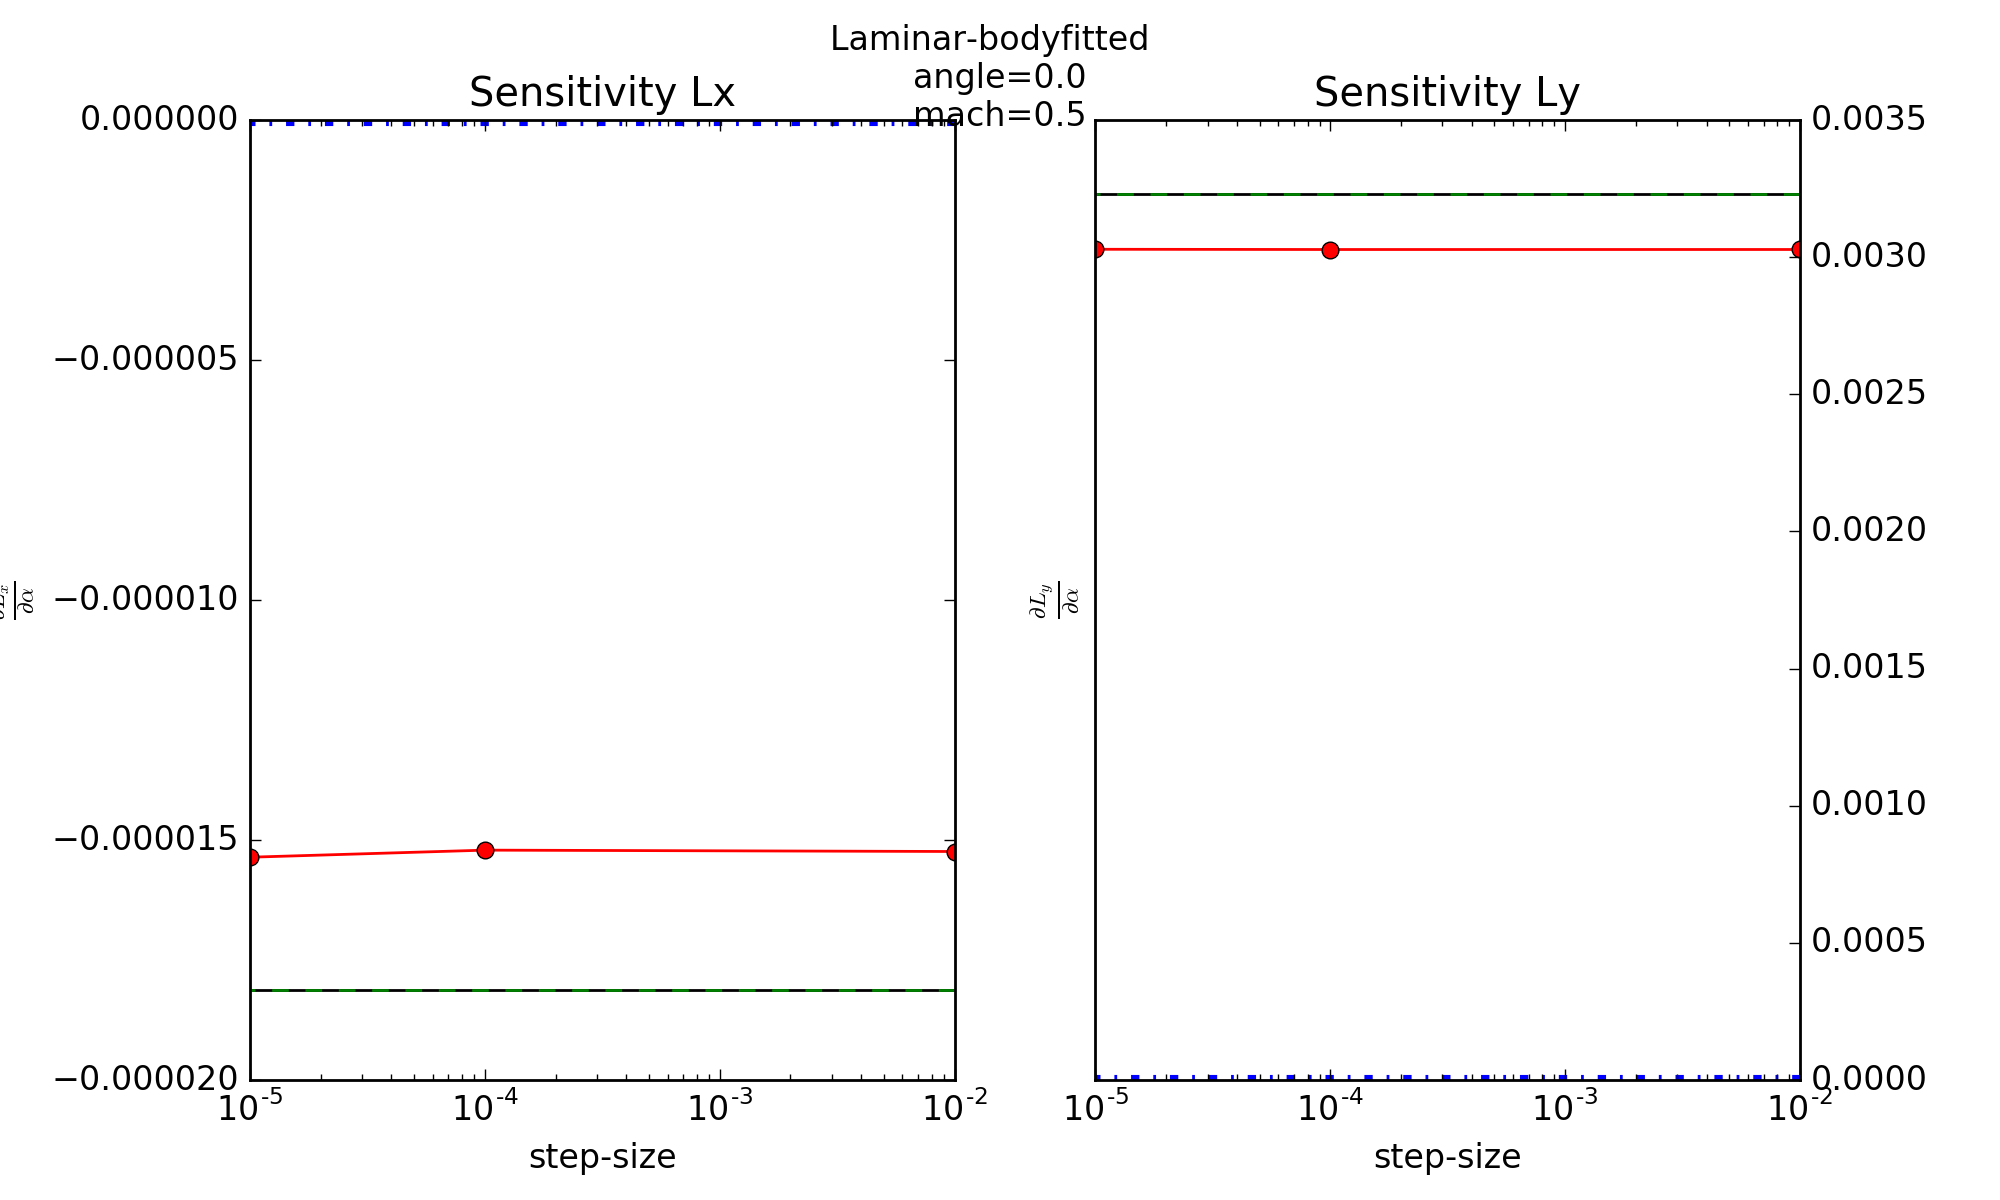 Laminar-bodyfitted
angle=0.0
mach=0.5
Sensitivity Lx
0.000000
−0.000005
−0.000010
−0.000015
−0.000020
10-5
10-4
10-3
10-2
step-size
Sensitivity Ly
∂Ly
∂α
0.0035
0.0030
0.0025
0.0020
0.0015
0.0010
0.0005
0.0000
10-5
10-4
10-3
10-2
step-size